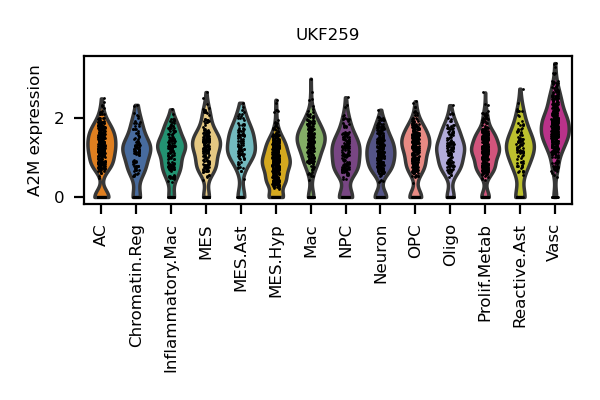 UKF259
A2M expression
2
0
AC
Chromatin.Reg
Inflammatory.Mac
MES
MES.Ast
MES.Hyp
Mac
NPC
Neuron
OPC
Oligo
Prolif.Metab
Reactive.Ast
Vasc